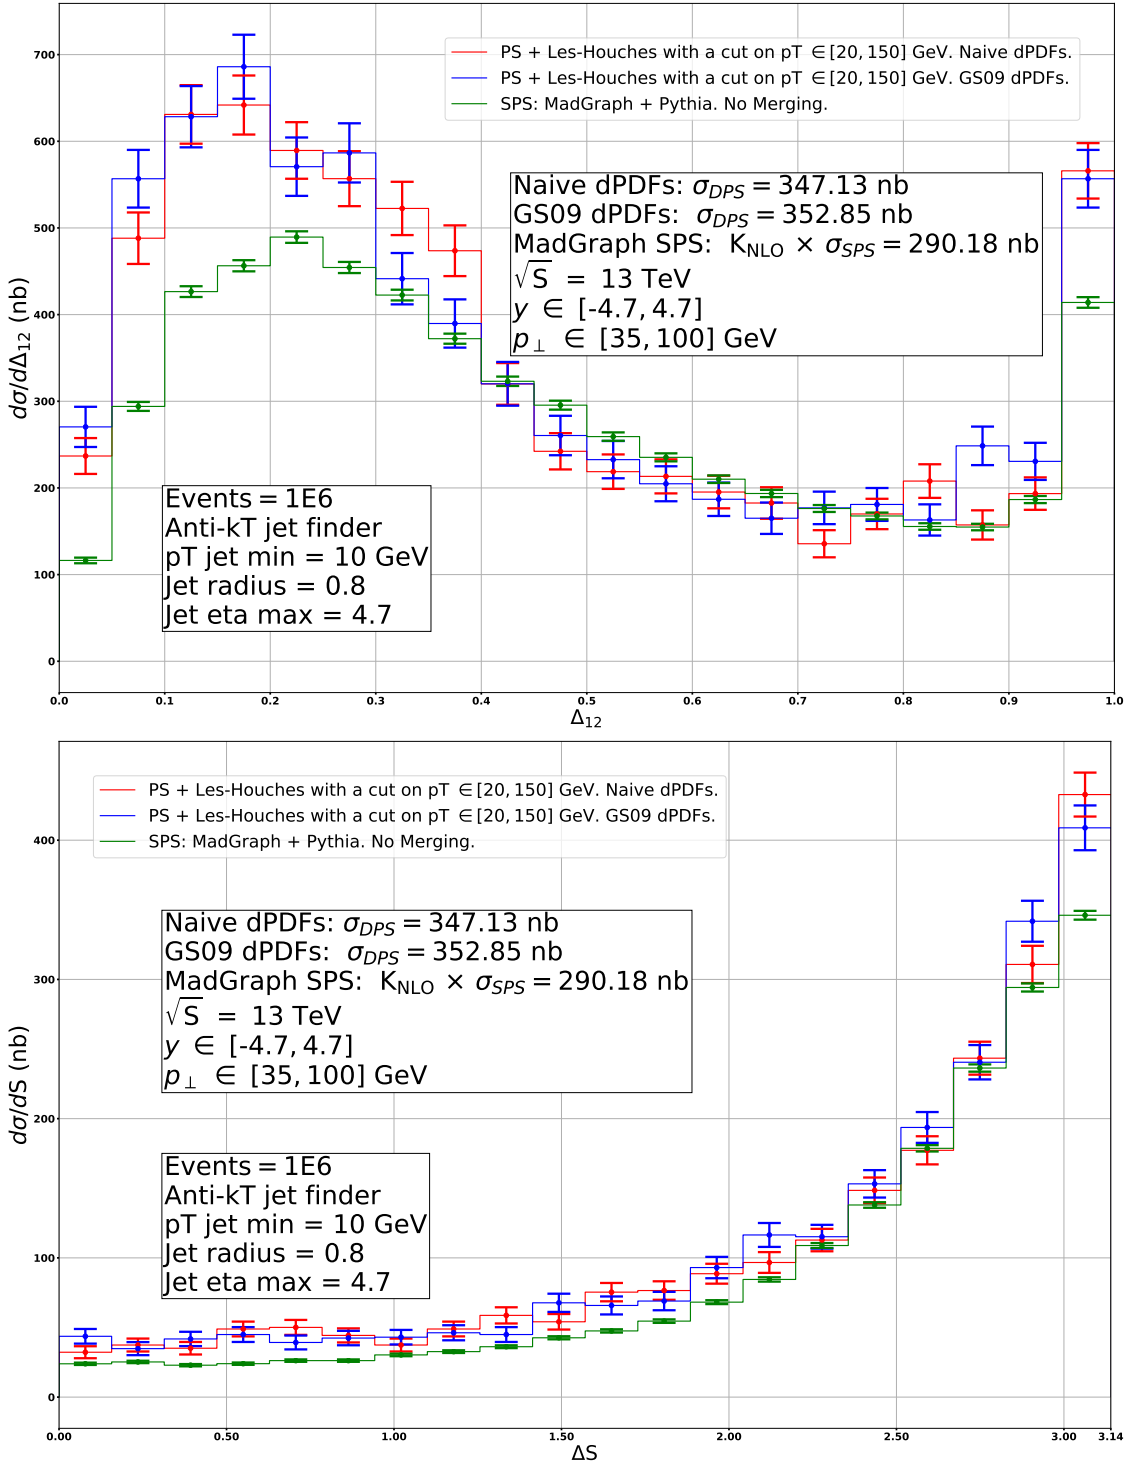 700
600
500
400
300
200
100
0
dσ/dΔ12 (nb)
PS + Les-Houches with a cut on pT ∈[20, 150] GeV. Naive dPDFs.
PS + Les-Houches with a cut on pT ∈[20, 150] GeV. GS09 dPDFs.
SPS: MadGraph + Pythia. No Merging.
Naive dPDFs: σDPS = 347.13 nb
GS09 dPDFs: σDPS = 352.85 nb
MadGraph SPS: KNLO × σSPS = 290.18 nb
√S = 13 TeV
y ∈ [-4.7, 4.7]
p⊥ ∈ [35, 100] GeV
Events = 1E6
Anti-kT jet finder
pT jet min = 10 GeV
Jet radius = 0.8
Jet eta max = 4.7
0.0 0.1 0.2 0.3 0.4 0.5 0.6 0.7 0.8 0.9 1.0
Δ12
400
300
200
100
0
dσ/dS (nb)
PS + Les-Houches with a cut on pT ∈[20, 150] GeV. Naive dPDFs.
PS + Les-Houches with a cut on pT ∈[20, 150] GeV. GS09 dPDFs.
SPS: MadGraph + Pythia. No Merging.
Naive dPDFs: σDPS = 347.13 nb
GS09 dPDFs: σDPS = 352.85 nb
MadGraph SPS: KNLO × σSPS = 290.18 nb
√S = 13 TeV
y ∈ [-4.7, 4.7]
p⊥ ∈ [35, 100] GeV
Events = 1E6
Anti-kT jet finder
pT jet min = 10 GeV
Jet radius = 0.8
Jet eta max = 4.7
0.00 0.50 1.00 1.50 2.00 2.50 3.00 3.14
ΔS